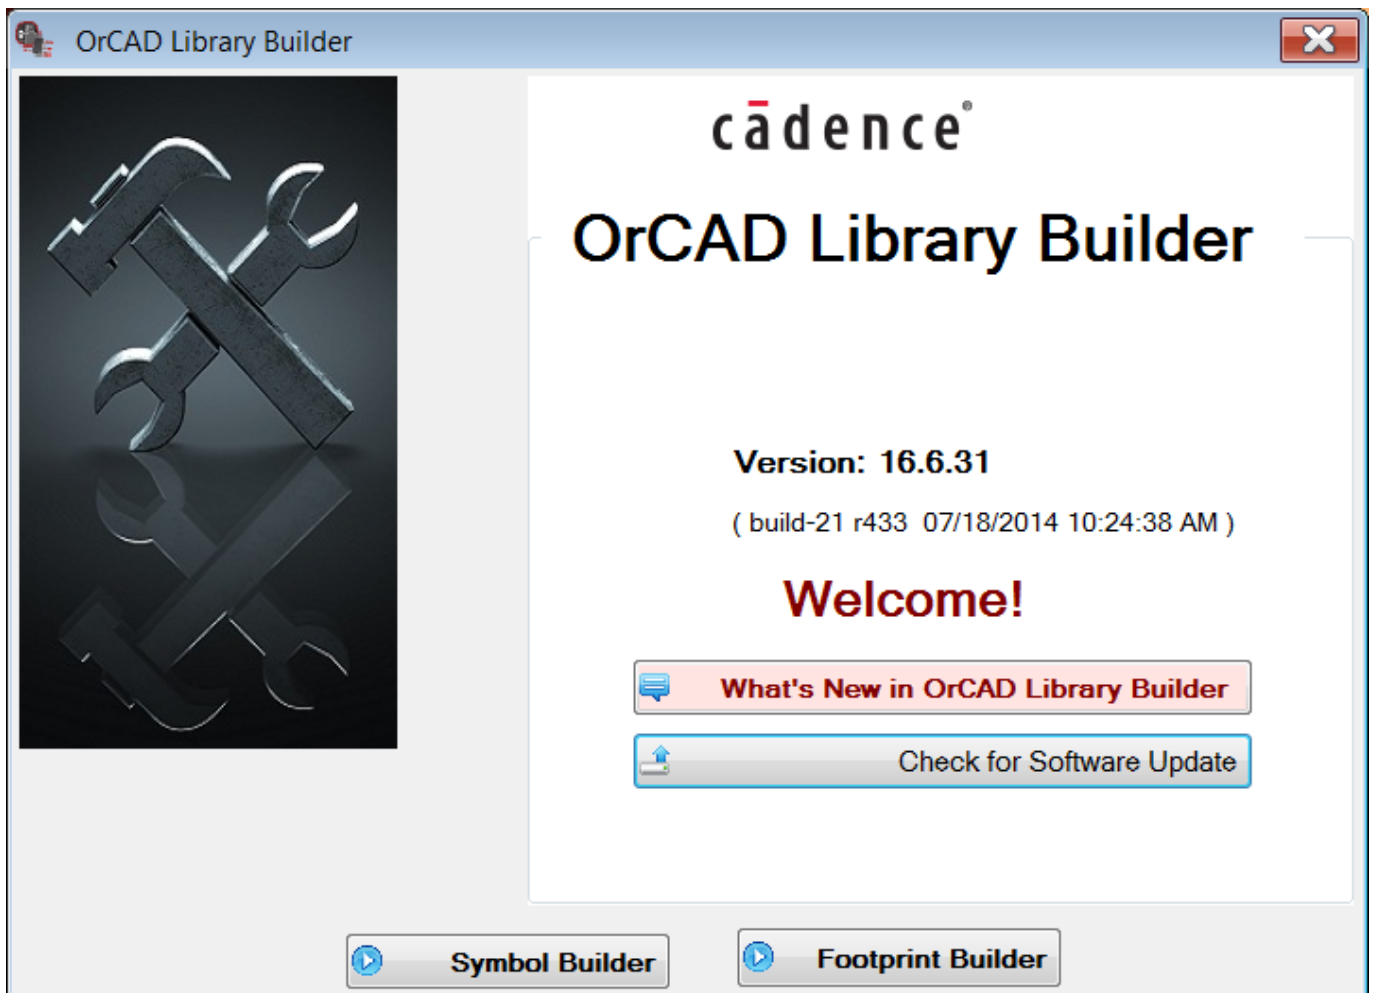 OrCAD Library Builder
cādence®
OrCAD Library Builder
Version: 16.6.31
( build-21 r433  07/18/2014 10:24:38 AM )
Welcome!
What's New in OrCAD Library Builder
Check for Software Update
Symbol Builder
Footprint Builder